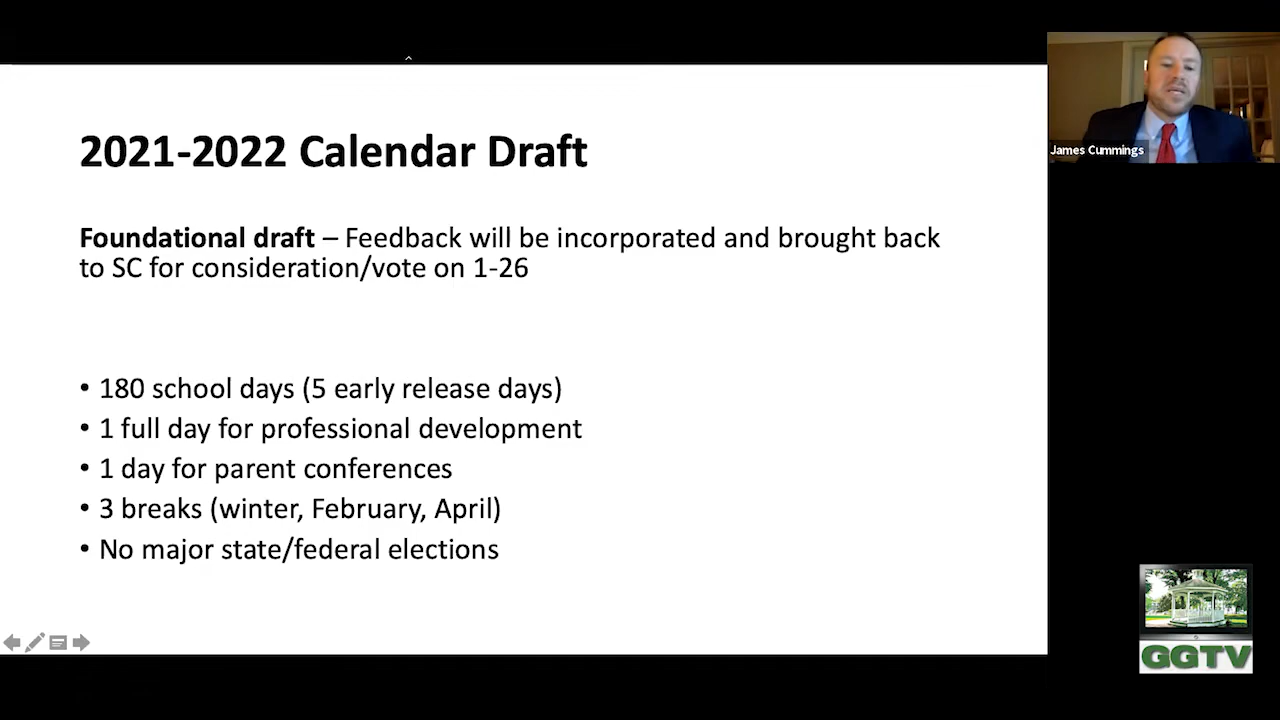 2021-2022 Calendar Draft
Foundational draft – Feedback will be incorporated and brought back
to SC for consideration/vote on 1-26
• 180 school days (5 early release days)
• 1 full day for professional development
• 1 day for parent conferences
• 3 breaks (winter, February, April)
• No major state/federal elections
James Cummings
GGTV